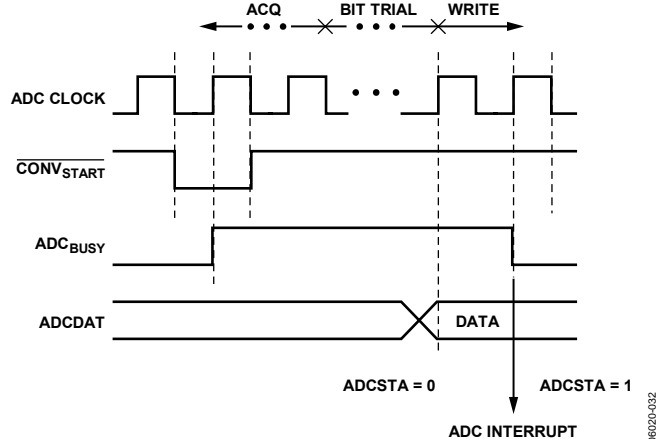 ACQ BIT TRIAL WRITE
ADC CLOCK
CONVSTART
ADCBUSY
ADCDAT DATA
ADCSTA = 0 ADCSTA = 1
ADC INTERRUPT
06020-032